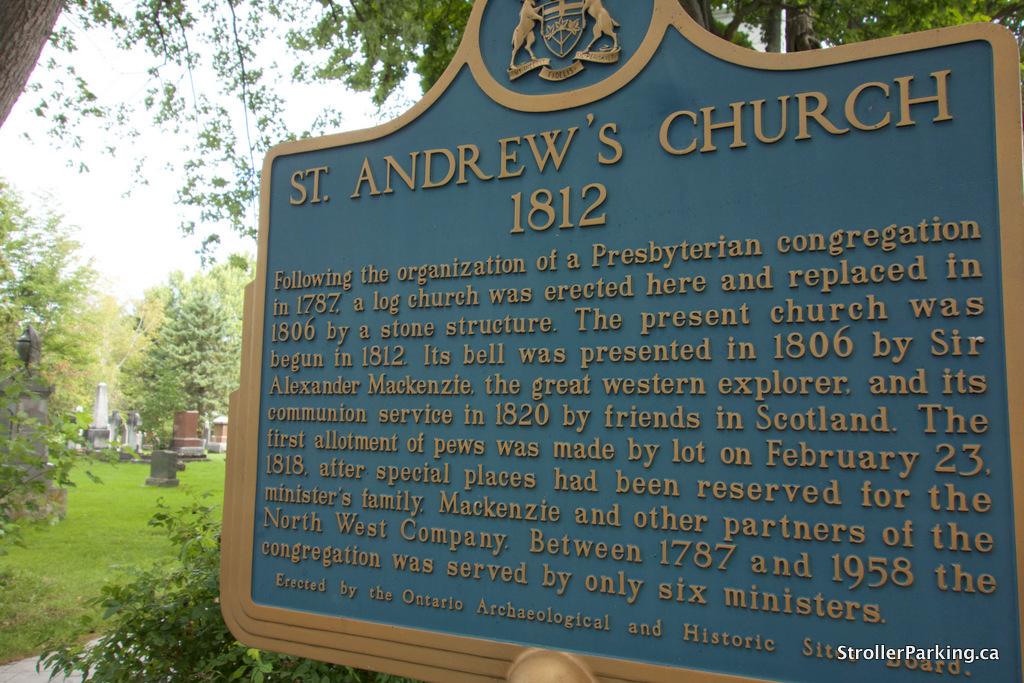 ST. ANDREW'S CHURCH
1812
Following the organization of a Presbyterian congregation
in 1787, a log church was erected here and replaced in
1806 by a stone structure. The present church was
begun in 1812. Its bell was presented in 1806 by Sir
Alexander Mackenzie, the great western explorer, and its
communion service in 1820 by friends in Scotland. The
first allotment of pews was made by lot on February 23,
1818, after special places had been reserved for the
minister's family, Mackenzie and other partners of the
North West Company. Between 1787 and 1958 the
congregation was served by only six ministers.
Erected by the Ontario Archaeological and Historic Sites Board.
StrollerParking.ca